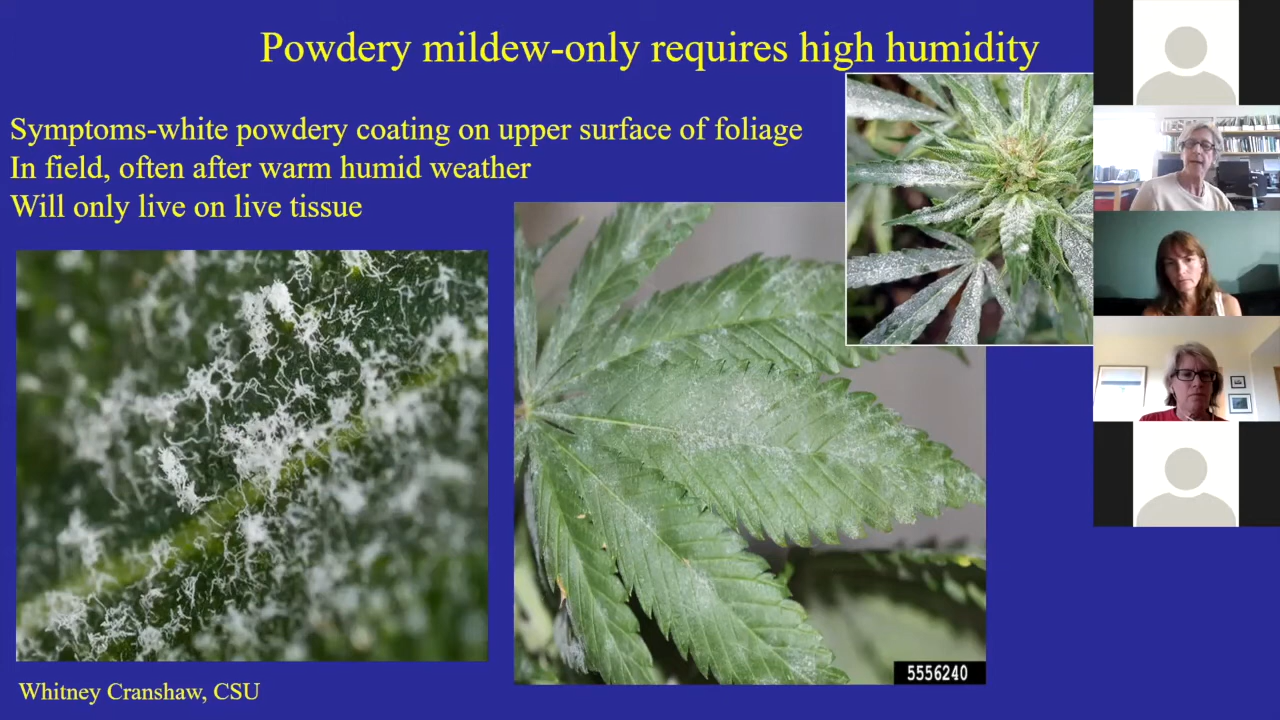 Powdery mildew-only requires high humidity
Symptoms-white powdery coating on upper surface of foliage
In field, often after warm humid weather
Will only live on live tissue
5556240
Whitney Cranshaw, CSU